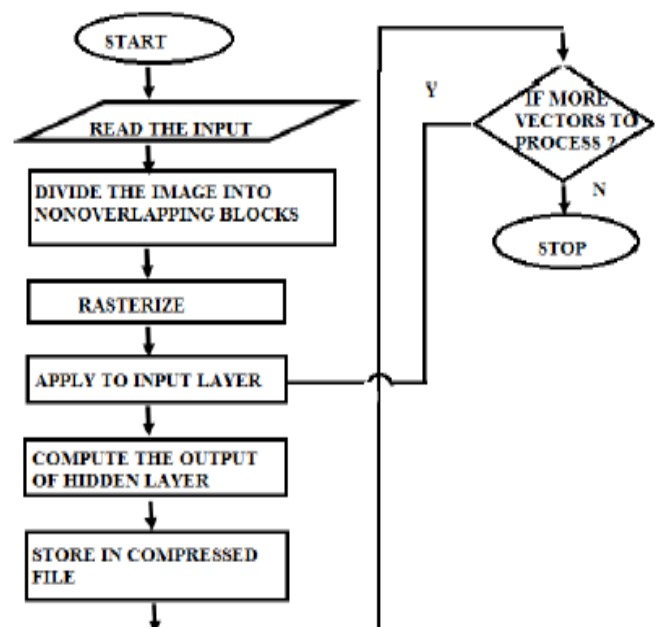 START
READ THE INPUT
DIVIDE THE IMAGE INTO
NONOVERLAPPING BLOCKS
RASTERIZE
APPLY TO INPUT LAYER
COMPUTE THE OUTPUT
OF HIDDEN LAYER
STORE IN COMPRESSED
FILE
Y
IF MORE
VECTORS TO
PROCESS ?
N
STOP